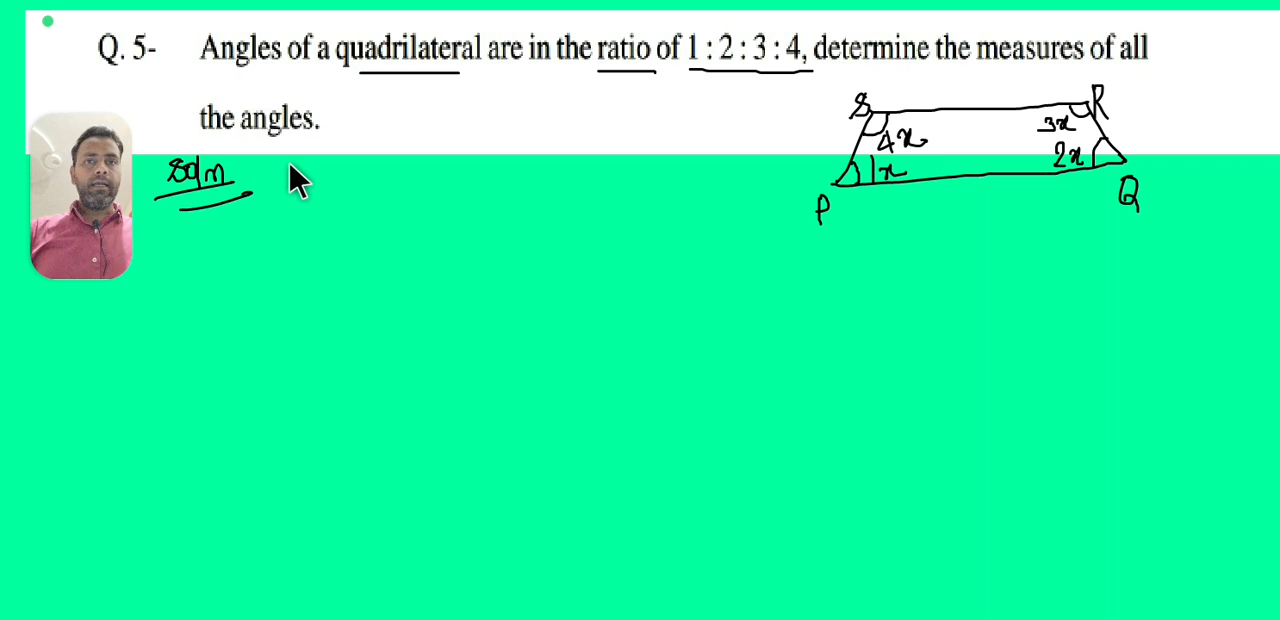 Q. 5- Angles of a quadrilateral are in the ratio of 1 : 2 : 3 : 4, determine the measures of all
the angles.
S R
4x 3x
1x 2x
P Q
Soln